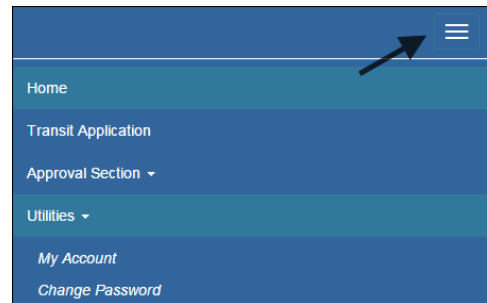 Home
Transit Application
Approval Section
Utilities
My Account
Change Password